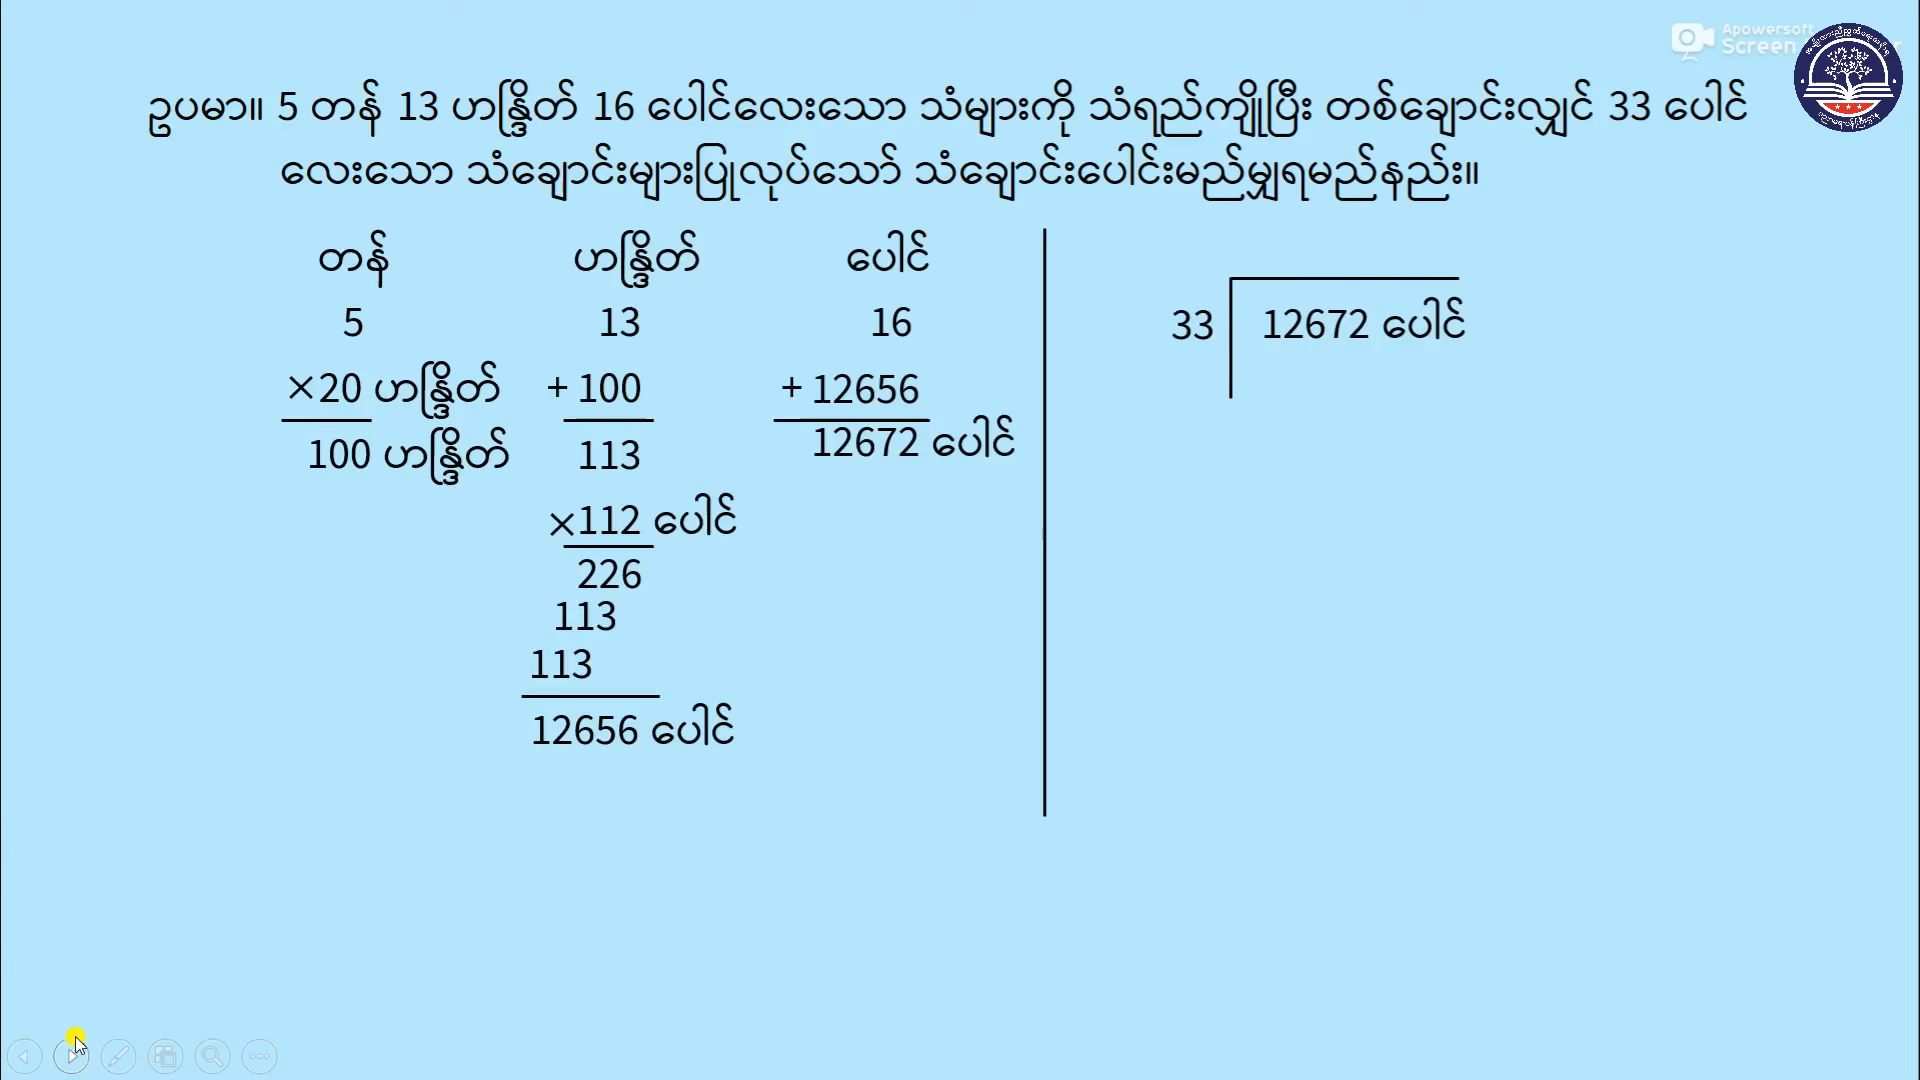 Apowersoft
Screen
ဥပမာ။ 5 တန် 13 ဟန္ဒြိတ် 16 ပေါင်လေးသော သံများကို သံရည်ကျိုပြီး တစ်ချောင်းလျှင် 33 ပေါင်
လေးသော သံချောင်းများပြုလုပ်သော် သံချောင်းပေါင်းမည်မျှရမည်နည်း။
တန် ဟန္ဒြိတ် ပေါင်
5 13 16
×20 ဟန္ဒြိတ် +100 +12656
100 ဟန္ဒြိတ် 113 12672 ပေါင်
×112 ပေါင်
226
113
113
12656 ပေါင်
33 12672 ပေါင်